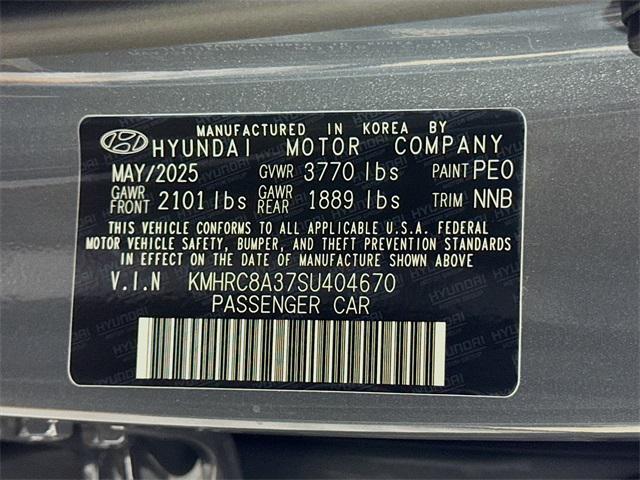 MANUFACTURED IN KOREA BY
HYUNDAI MOTOR COMPANY
MAY/2025 GVWR 3770 lbs PAINT PE0
GAWR FRONT 2101 lbs GAWR REAR 1889 lbs TRIM NNB
THIS VEHICLE CONFORMS TO ALL APPLICABLE U.S.A. FEDERAL
MOTOR VEHICLE SAFETY, BUMPER, AND THEFT PREVENTION STANDARDS
IN EFFECT ON THE DATE OF MANUFACTURE SHOWN ABOVE
V.I.N KMHRC8A37SU404670
PASSENGER CAR